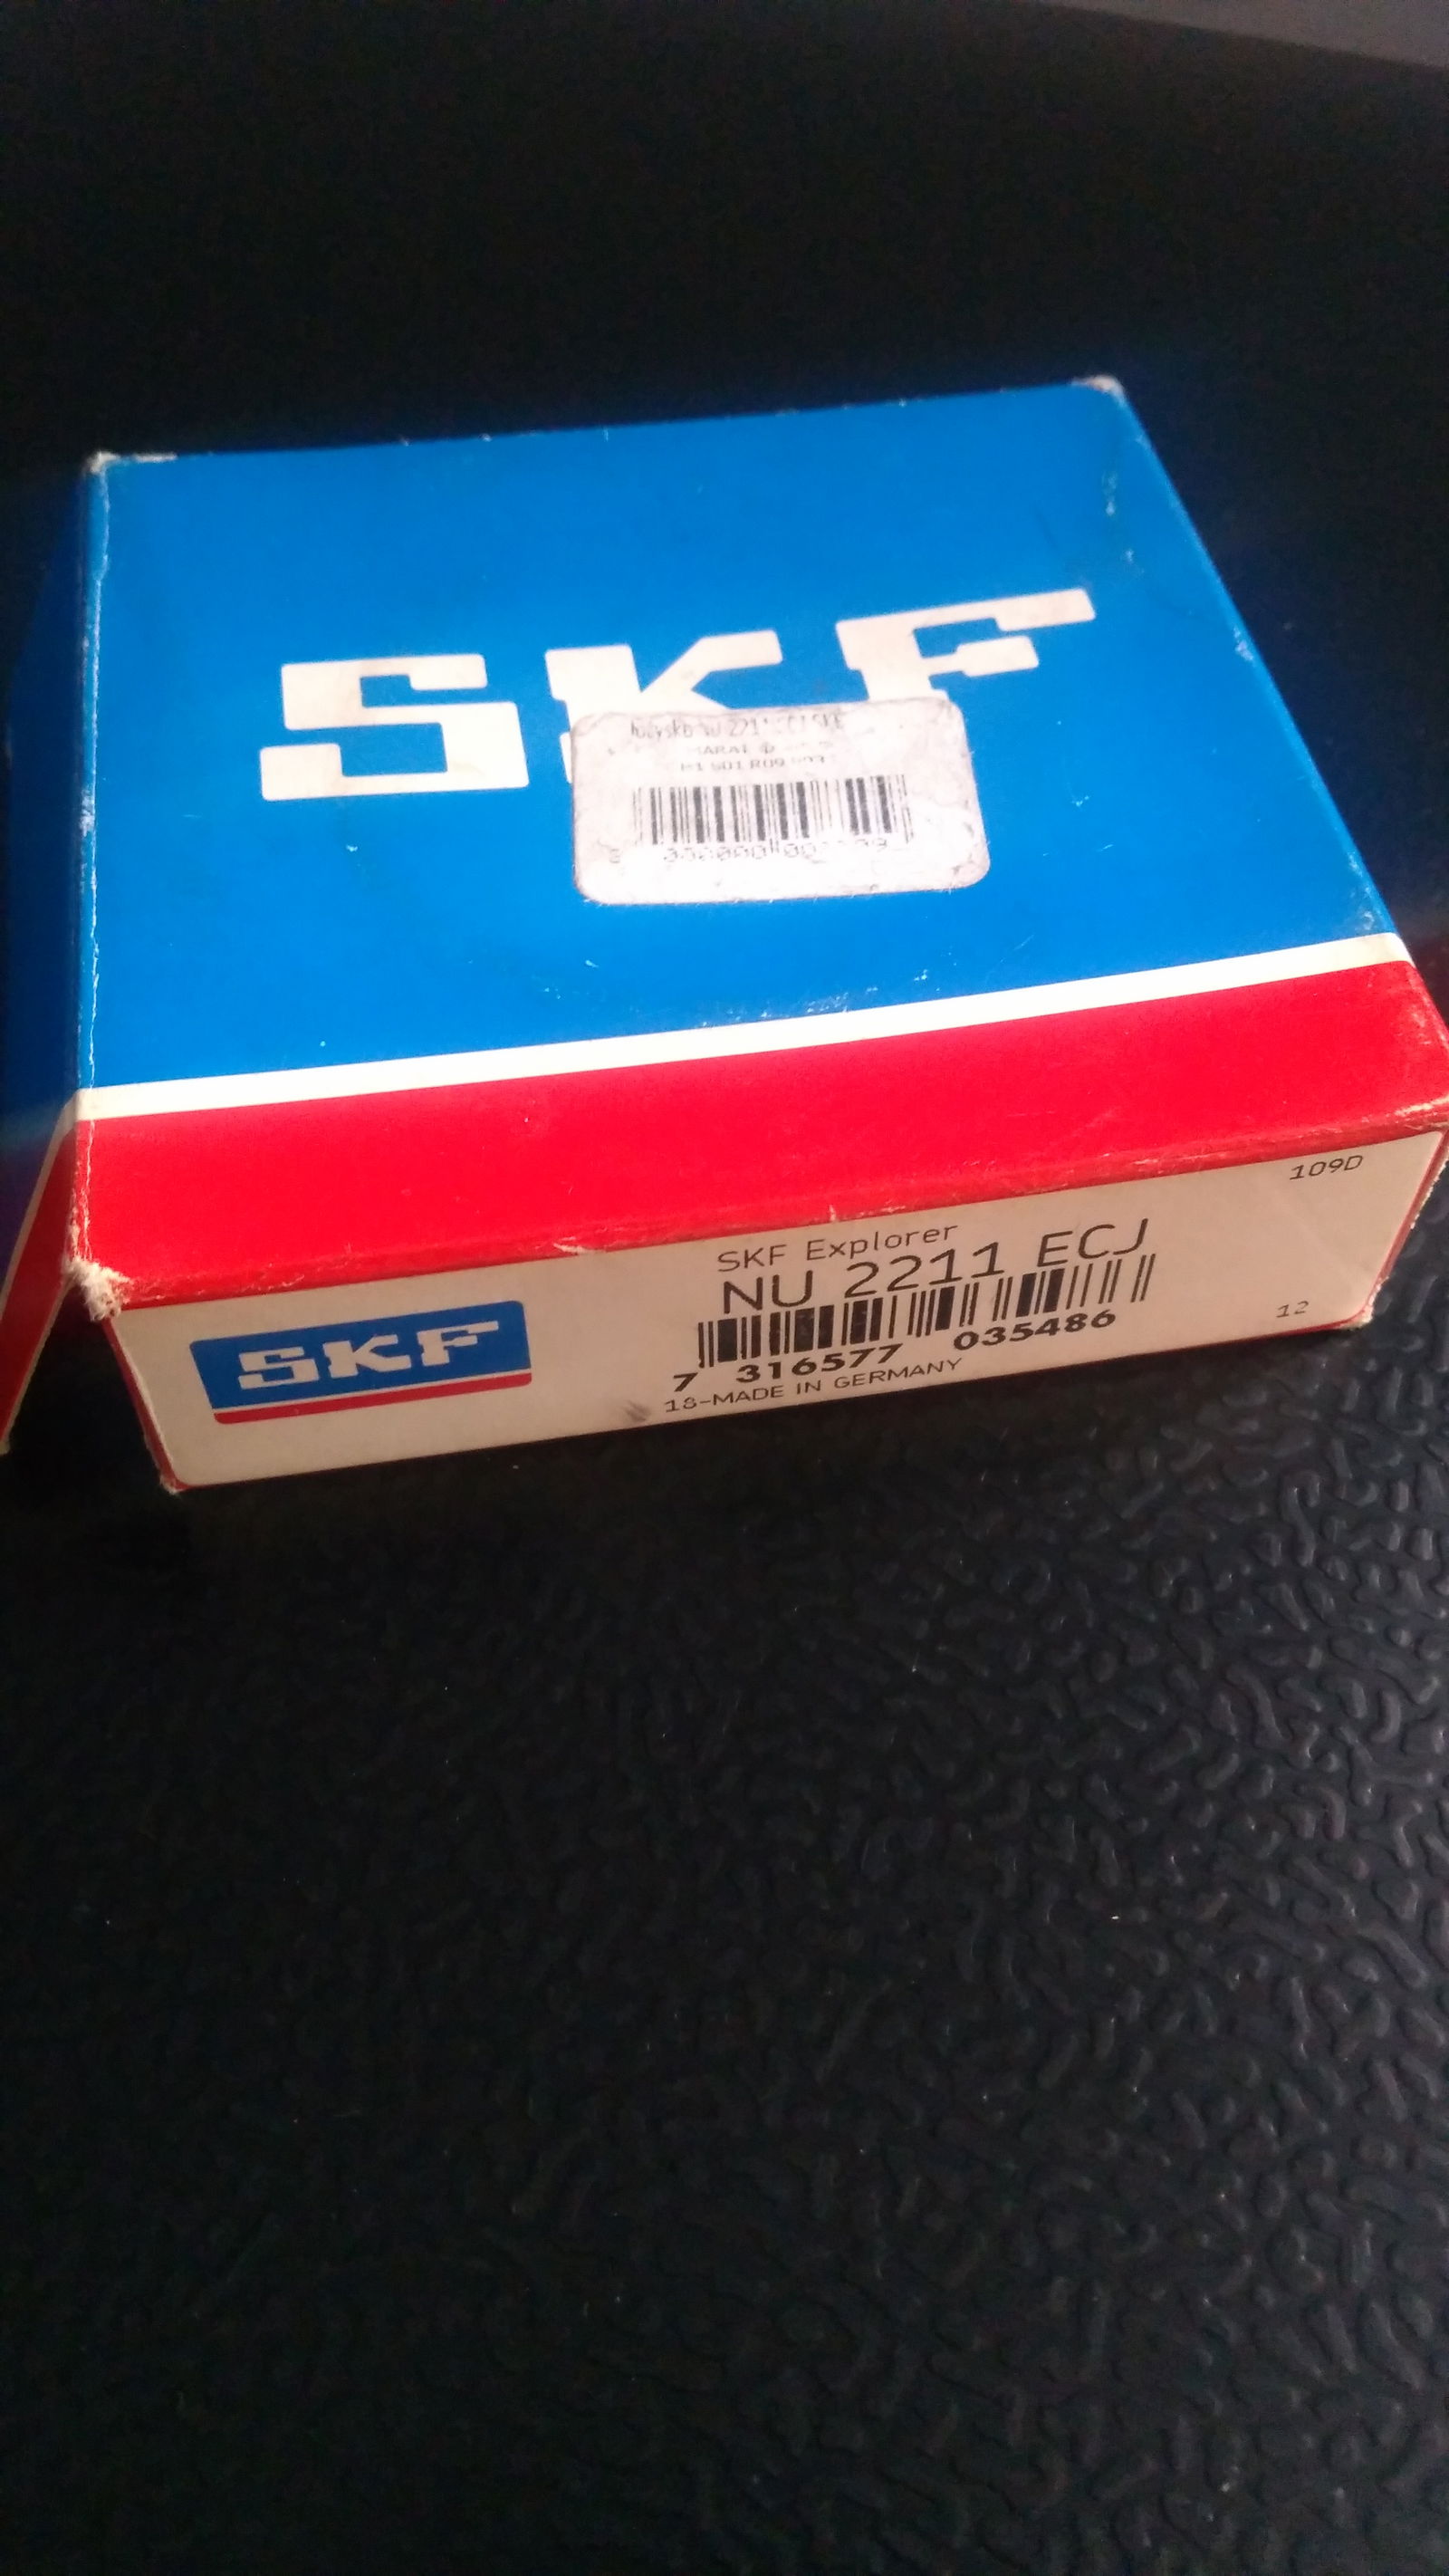 SKF
SKF Explorer
NU 2211 ECJ
7 316577 035486
18-MADE IN GERMANY
109D
12
SKF